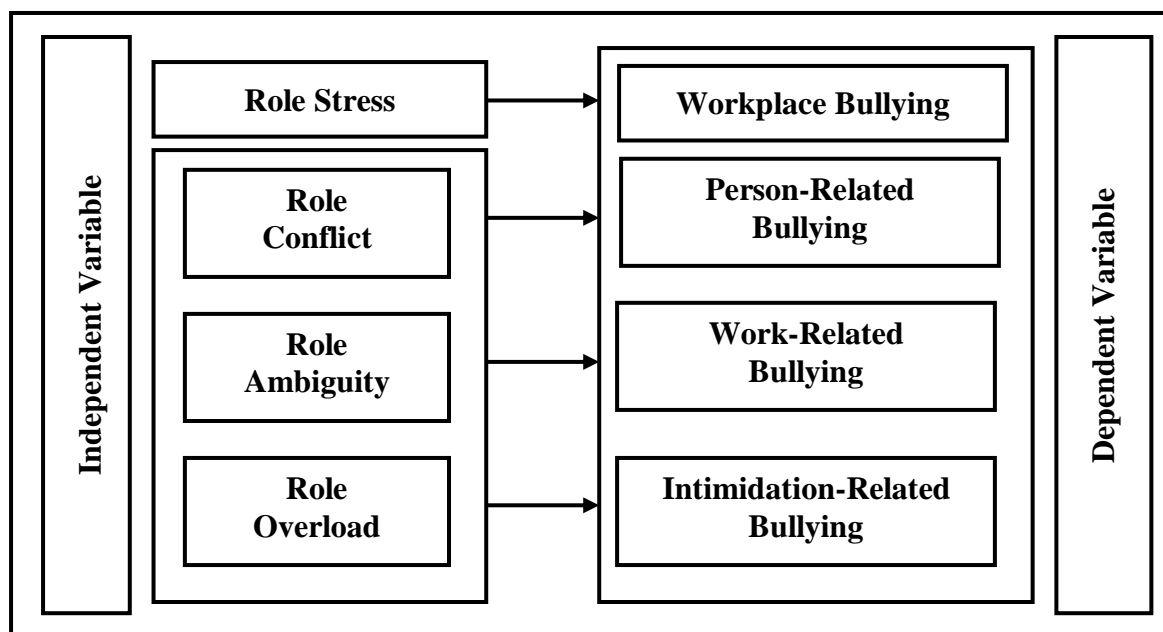 Independent Variable
Role Stress
Role
Conflict
Role
Ambiguity
Role
Overload
Workplace Bullying
Person-Related
Bullying
Work-Related
Bullying
Intimidation-Related
Bullying
Dependent Variable